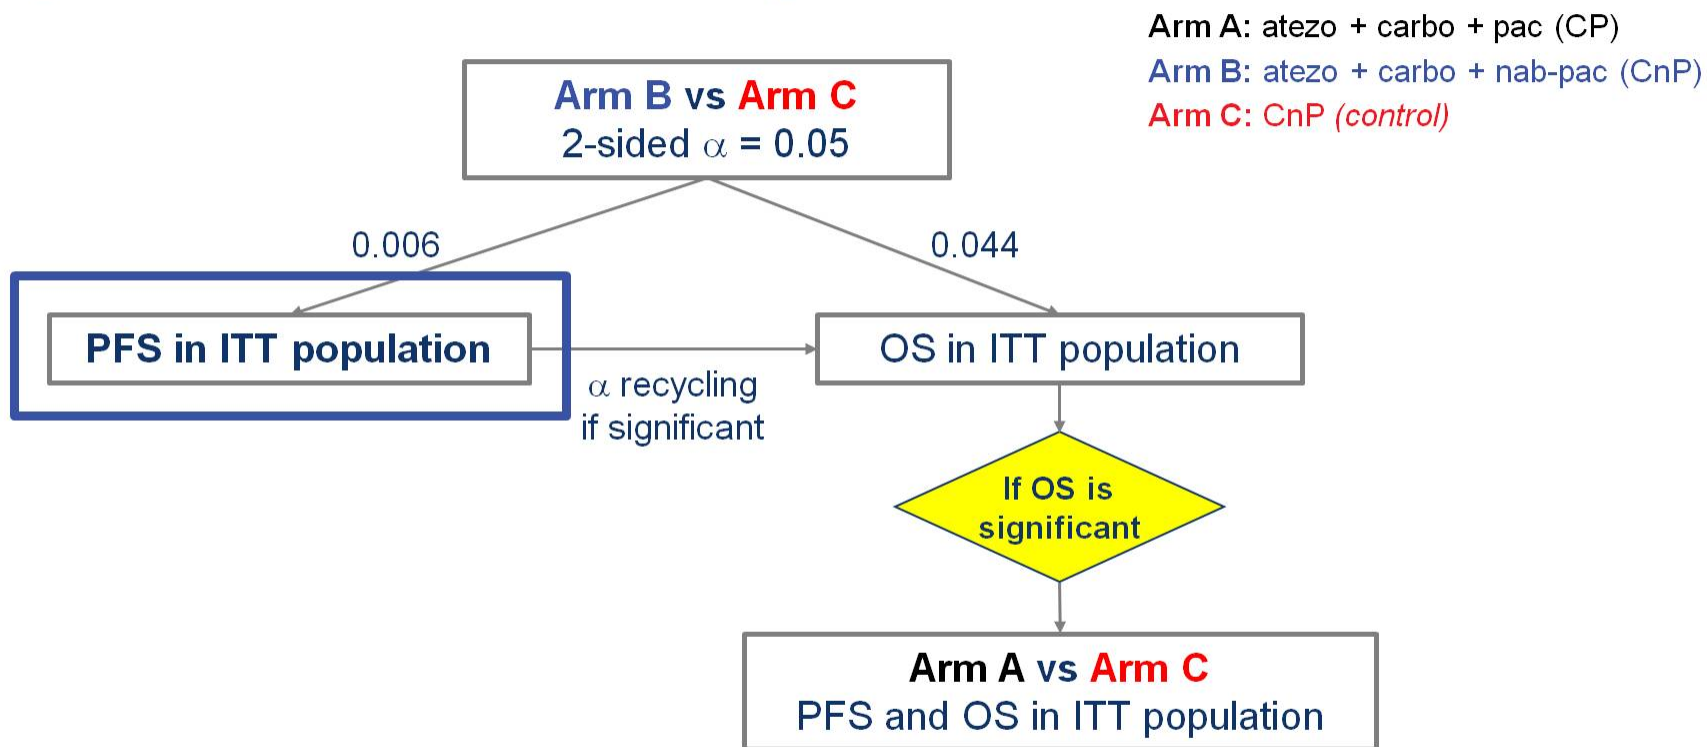 Arm A: atezo + carbo + pac (CP)
Arm B: atezo + carbo + nab-pac (CnP)
Arm C: CnP (control)
Arm B vs Arm C
2-sided α = 0.05
0.006
0.044
PFS in ITT population
α recycling
if significant
OS in ITT population
If OS is
significant
Arm A vs Arm C
PFS and OS in ITT population